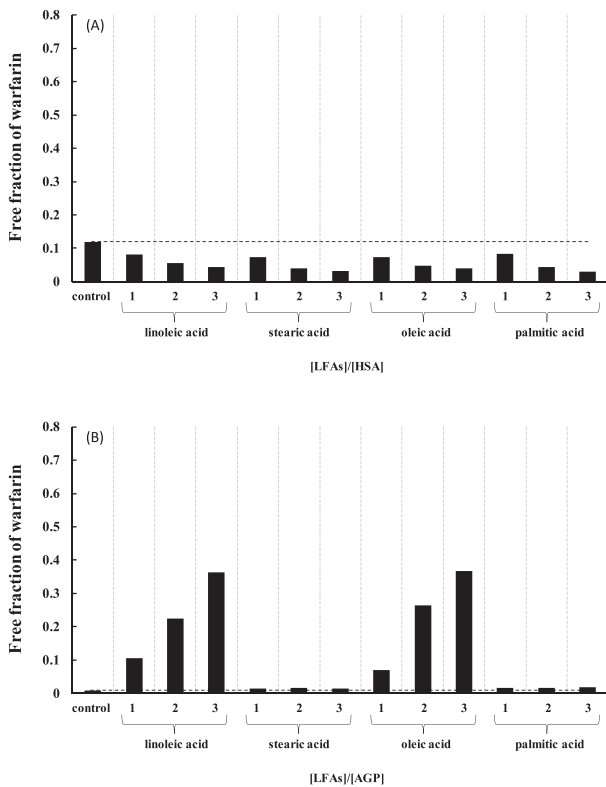 (A)
Free fraction of warfarin
0.8
0.7
0.6
0.5
0.4
0.3
0.2
0.1
0
control 1 2 3 1 2 3 1 2 3 1 2 3
linoleic acid stearic acid oleic acid palmitic acid
[LFAs]/[HSA]
(B)
Free fraction of warfarin
0.8
0.7
0.6
0.5
0.4
0.3
0.2
0.1
0
control 1 2 3 1 2 3 1 2 3 1 2 3
linoleic acid stearic acid oleic acid palmitic acid
[LFAs]/[AGP]